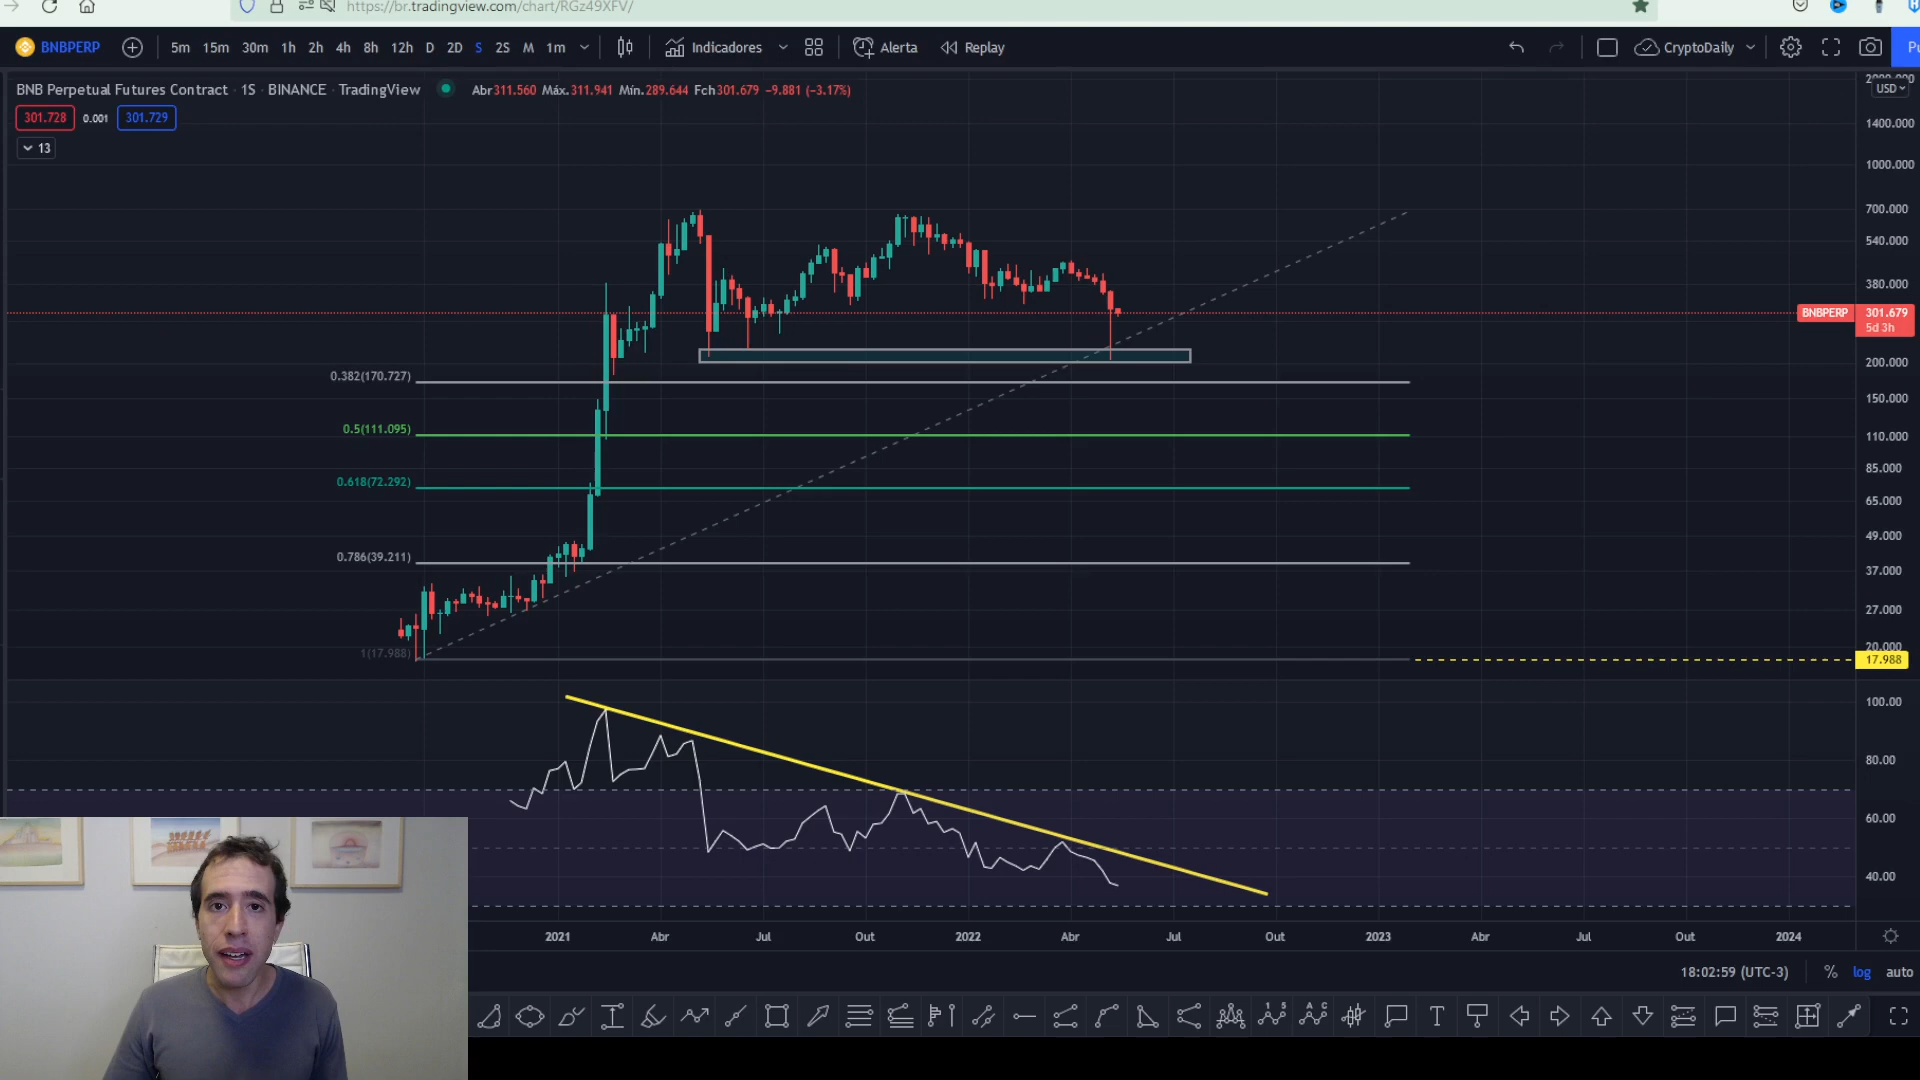 https://br.tradingview.com/chart/RGz49XFV/
BNBPERP 5m 15m 30m 1h 2h 4h 8h 12h D 2D S 2S M 1m Indicadores Alerta Replay CryptoDaily
BNB Perpetual Futures Contract · 1S · BINANCE · TradingView Abr311.560 Máx.311.941 Mín.289.644 Fch301.679 −9.881 (−3.17%)
301.728 0.001 301.729
13
USD
1400.000
1000.000
700.000
540.000
380.000
BNBPERP 301.679
5d 3h
200.000
0.382(170.727)
150.000
0.5(111.095)
110.000
85.000
0.618(72.292)
65.000
49.000
0.786(39.211)
37.000
27.000
20.000
1(17.988)
17.988
100.00
80.00
60.00
40.00
2021 Abr Jul Out 2022 Abr Jul Out 2023 Abr Jul Out 2024
18:02:59 (UTC-3) % log auto